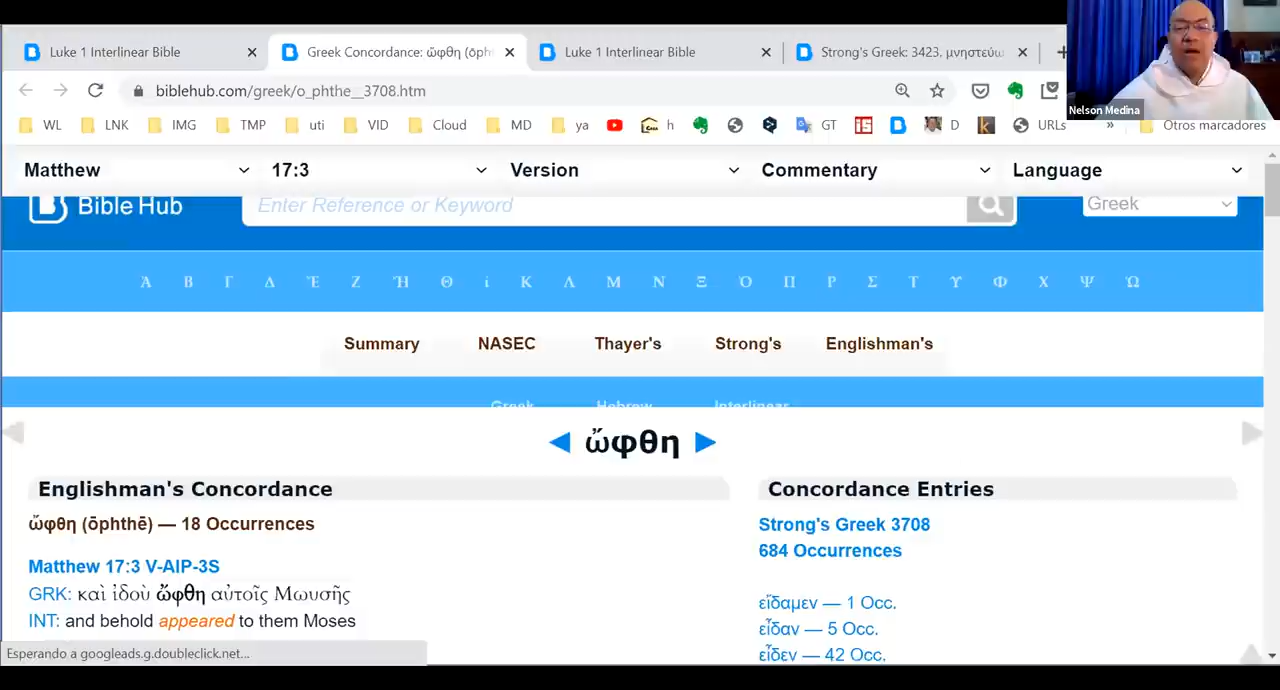 Luke 1 Interlinear Bible
Greek Concordance: ὤφθη (ōph
Luke 1 Interlinear Bible
Strong's Greek: 3423. μνηστεύω
Nelson Medina
biblehub.com/greek/o_phthe__3708.htm
WL LNK IMG TMP uti VID Cloud MD ya h GT D URLs » Otros marcadores
Matthew 17:3 Version Commentary Language
Bible Hub Enter Reference or Keyword Greek
Ἀ Β Γ Δ Ἐ Ζ Ἠ Θ ἰ Κ Λ Μ Ν Ξ Ὀ Π Ρ Σ Τ Υ Φ Χ Ψ Ὠ
Summary NASEC Thayer's Strong's Englishman's
Greek Hebrew Interlinear
ὤφθη
Englishman's Concordance
ὤφθη (ōphthē) — 18 Occurrences
Matthew 17:3 V-AIP-3S
GRK: καὶ ἰδοὺ ὤφθη αὐτοῖς Μωυσῆς
INT: and behold appeared to them Moses
Concordance Entries
Strong's Greek 3708
684 Occurrences
εἴδαμεν — 1 Occ.
εἶδαν — 5 Occ.
εἶδεν — 42 Occ.
Esperando a googleads.g.doubleclick.net...